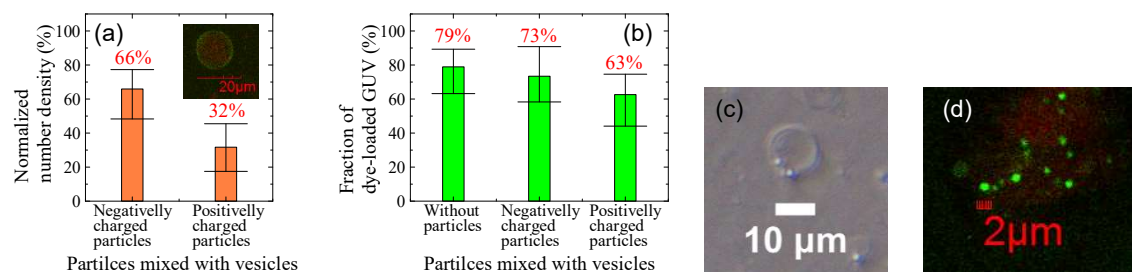 (a)
Normalized
number density (%)
100
80
60
40
20
0
66%
32%
20μm
Negativelly
charged
particles
Positivelly
charged
particles
Partilces mixed with vesicles
(b)
Fraction of
dye-loaded GUV (%)
100
80
60
40
20
0
79%
73%
63%
Without
particles
Negativelly
charged
particles
Positivelly
charged
particles
Partilces mixed with vesicles
(c)
10 μm
(d)
2μm